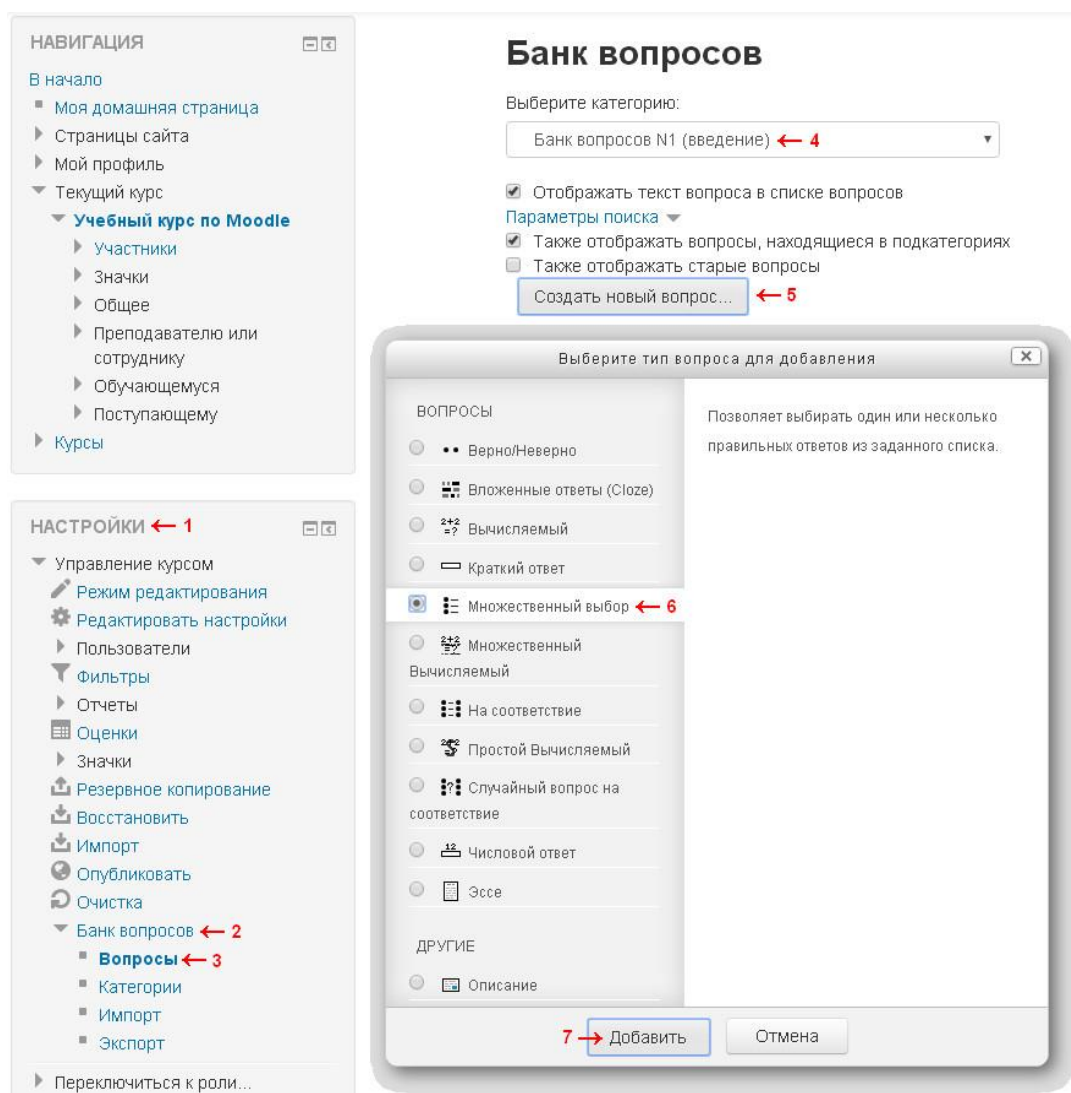 НАВИГАЦИЯ
В начало
Моя домашняя страница
Страницы сайта
Мой профиль
Текущий курс
Учебный курс по Moodle
Участники
Значки
Общее
Преподавателю или
сотруднику
Обучающемуся
Поступающему
Курсы
НАСТРОЙКИ ← 1
Управление курсом
Режим редактирования
Редактировать настройки
Пользователи
Фильтры
Отчеты
Оценки
Значки
Резервное копирование
Восстановить
Импорт
Опубликовать
Очистка
Банк вопросов ← 2
Вопросы ← 3
Категории
Импорт
Экспорт
Переключиться к роли...
Банк вопросов
Выберите категорию:
Банк вопросов N1 (введение) ← 4
Отображать текст вопроса в списке вопросов
Параметры поиска
Также отображать вопросы, находящиеся в подкатегориях
Также отображать старые вопросы
Создать новый вопрос... ← 5
Выберите тип вопроса для добавления
ВОПРОСЫ
Верно/Неверно
Вложенные ответы (Cloze)
2+2 =? Вычисляемый
Краткий ответ
Множественный выбор ← 6
2+2 =? Множественный
Вычисляемый
На соответствие
Простой Вычисляемый
? Случайный вопрос на
соответствие
12 Числовой ответ
Эссе
ДРУГИЕ
Описание
Позволяет выбирать один или несколько
правильных ответов из заданного списка.
7 → Добавить
Отмена